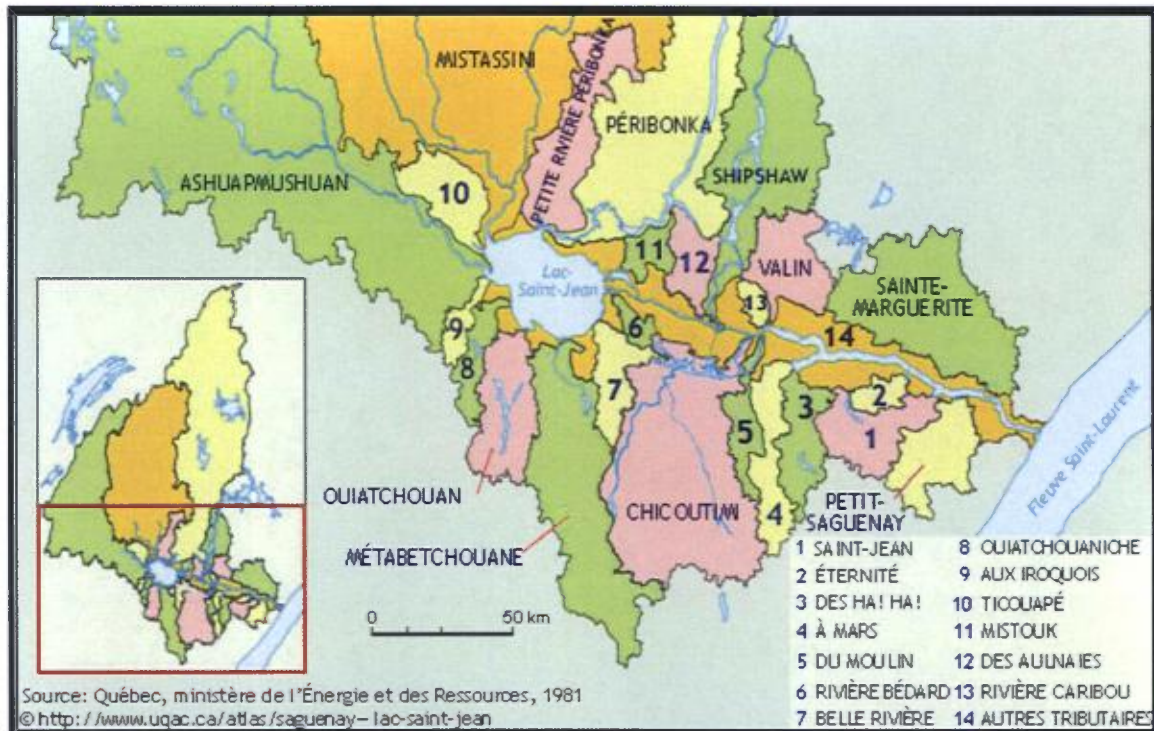 MISTASSINI
PETITE RIVIÈRE PÉRIBONKA
PÉRIBONKA
ASHUAPMUSHUAN
10
SHIPSHAW
11
12
VALIN
Lac-
Saint-Jean
SAINTE-
MARGUERITE
13
9
6
14
8
7
5
3
2
1
4
Fleuve Saint-Laurent
OUIATCHOUAN
CHICOUTIMI
PETIT-
SAGUENAY
MÉTABETCHOUANE
0 50 km
1 SAINT-JEAN
2 ÉTERNITÉ
3 DES HA! HA!
4 À MARS
5 DU MOULIN
6 RIVIÈRE BÉDARD
7 BELLE RIVIÈRE
8 OUIATCHOUANICHE
9 AUX IROQUOIS
10 TICOUAPÉ
11 MISTOUK
12 DES AULNAIES
13 RIVIÈRE CARIBOU
14 AUTRES TRIBUTAIRES
Source: Québec, ministère de l'Énergie et des Ressources, 1981
© http://www.uqac.ca/atlas/saguenay-lac-saint-jean